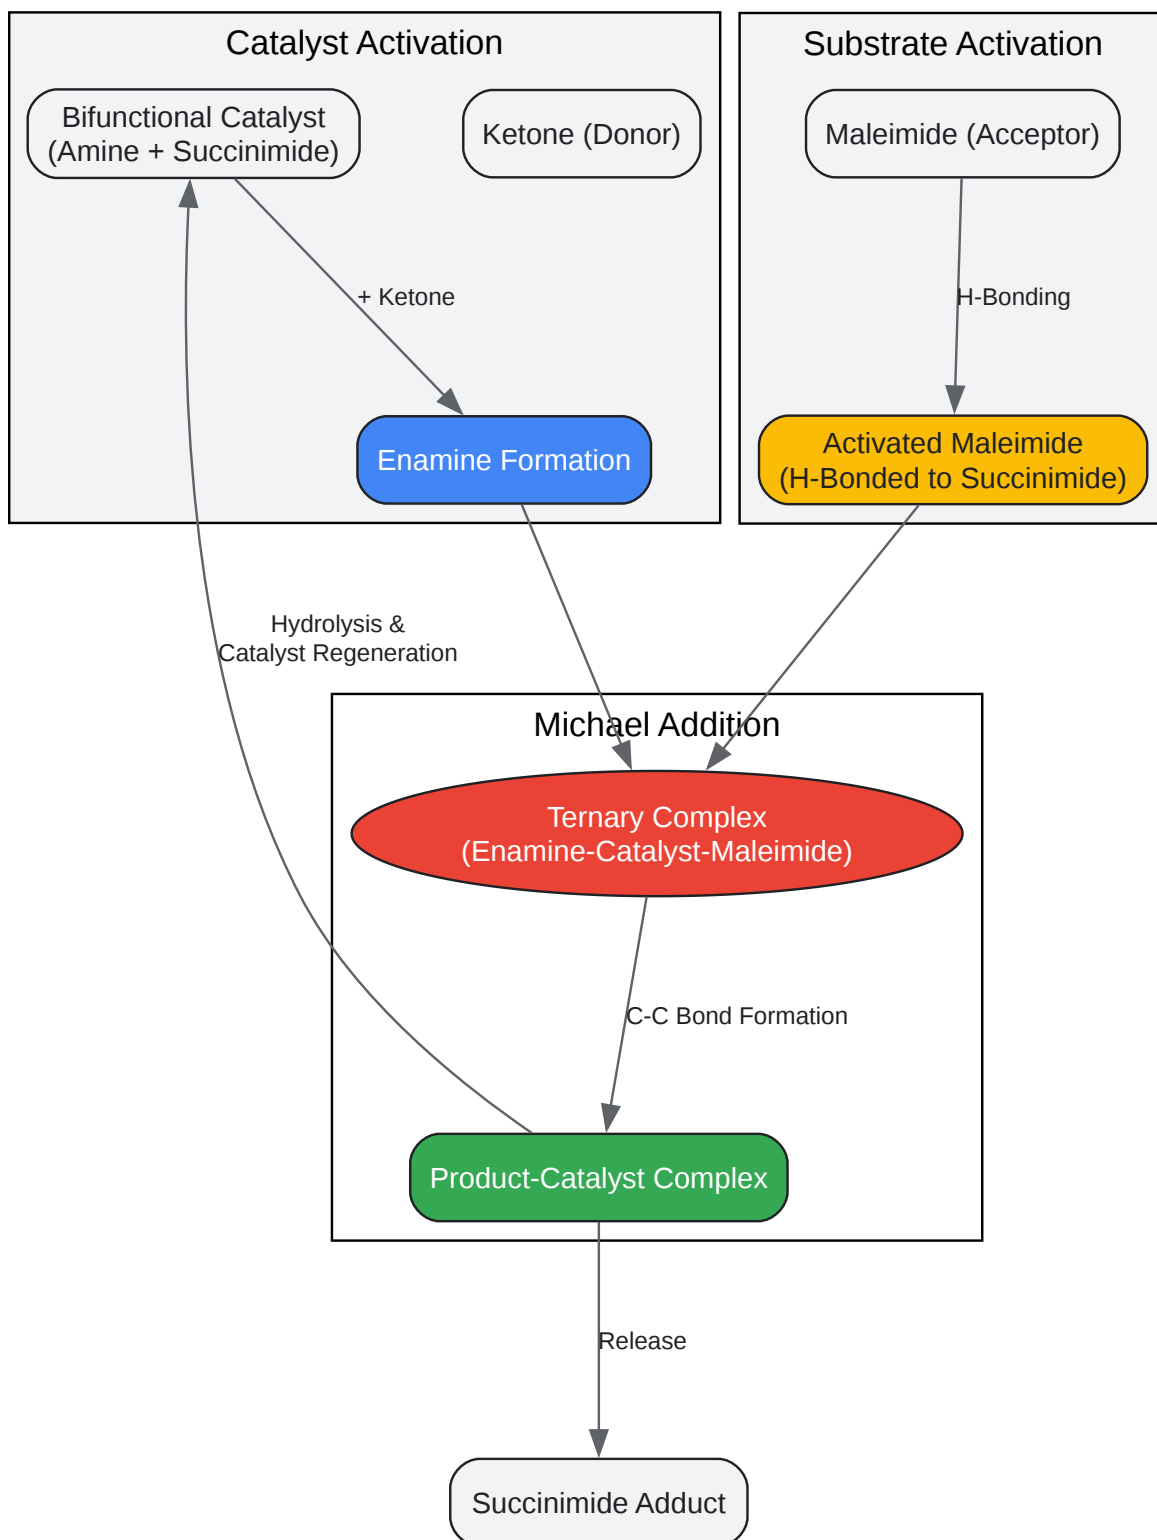 Catalyst Activation
Substrate Activation
Bifunctional Catalyst
(Amine + Succinimide)
Ketone (Donor)
Maleimide (Acceptor)
+ Ketone
H-Bonding
Enamine Formation
Activated Maleimide
(H-Bonded to Succinimide)
Hydrolysis &
Catalyst Regeneration
Michael Addition
Ternary Complex
(Enamine-Catalyst-Maleimide)
C-C Bond Formation
Product-Catalyst Complex
Release
Succinimide Adduct